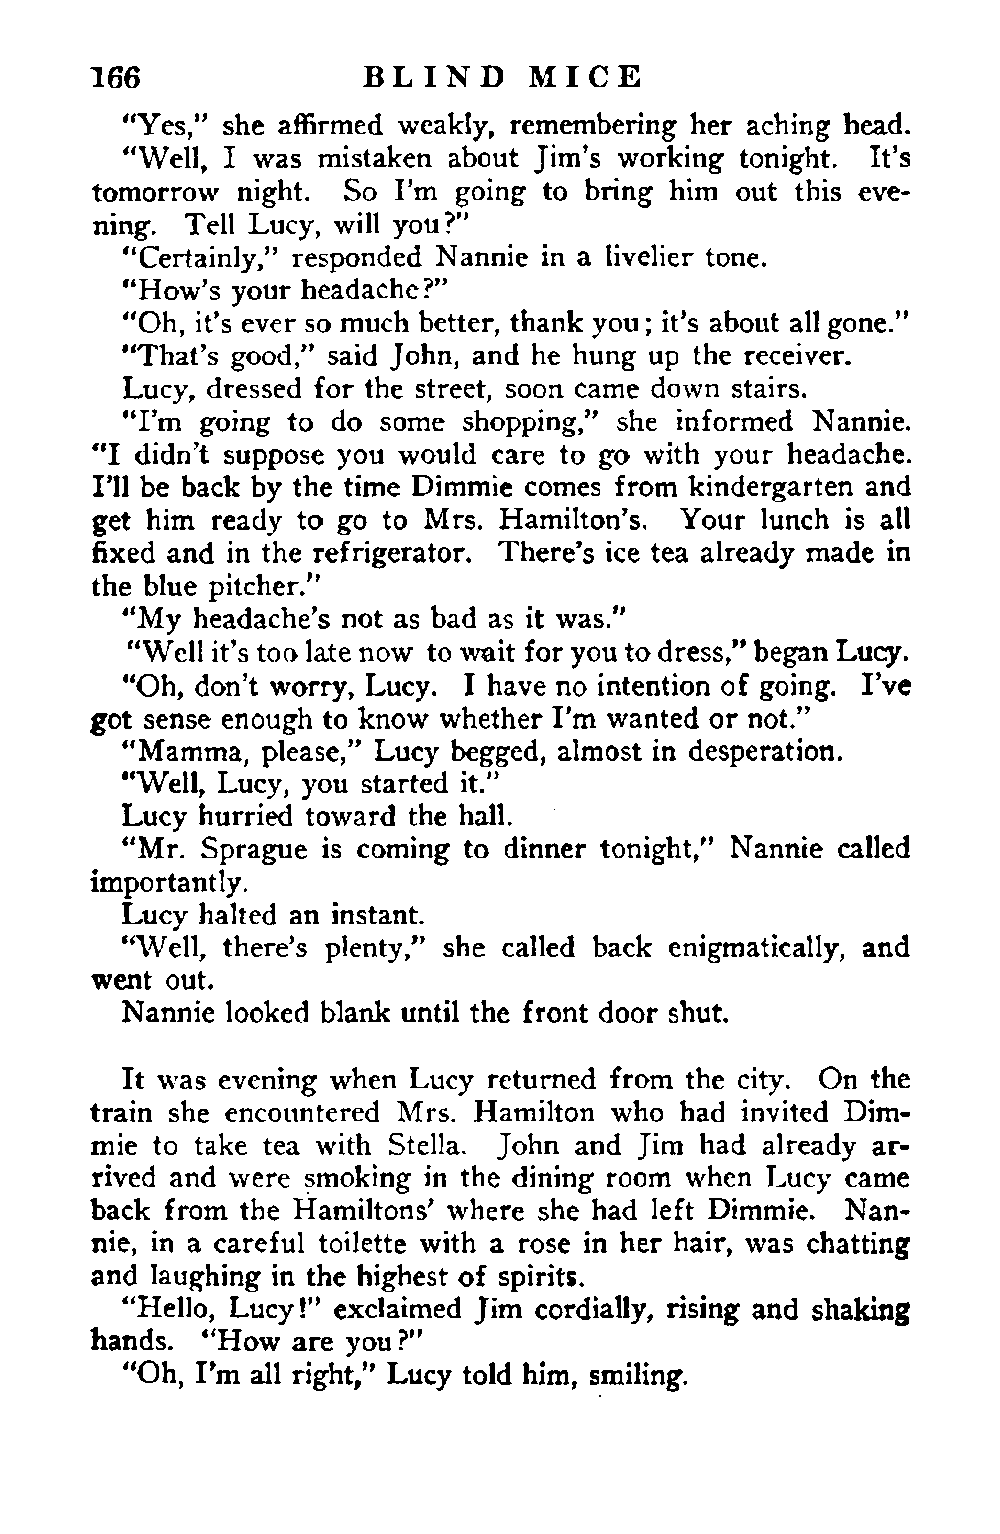 166 BLIND MICE
"Yes," she affirmed weakly, remembering her aching head.
"Well, I was mistaken about Jim's working tonight. It's
tomorrow night. So I'm going to bring him out this eve-
ning. Tell Lucy, will you?"
"Certainly," responded Nannie in a livelier tone.
"How's your headache?"
"Oh, it's ever so much better, thank you; it's about all gone."
"That's good," said John, and he hung up the receiver.
Lucy, dressed for the street, soon came down stairs.
"I'm going to do some shopping," she informed Nannie.
"I didn't suppose you would care to go with your headache.
I'll be back by the time Dimmie comes from kindergarten and
get him ready to go to Mrs. Hamilton's. Your lunch is all
fixed and in the refrigerator. There's ice tea already made in
the blue pitcher."
"My headache's not as bad as it was."
"Well it's too late now to wait for you to dress," began Lucy.
"Oh, don't worry, Lucy. I have no intention of going. I've
got sense enough to know whether I'm wanted or not."
"Mamma, please," Lucy begged, almost in desperation.
"Well, Lucy, you started it."
Lucy hurried toward the hall.
"Mr. Sprague is coming to dinner tonight," Nannie called
importantly.
Lucy halted an instant.
"Well, there's plenty," she called back enigmatically, and
went out.
Nannie looked blank until the front door shut.
It was evening when Lucy returned from the city. On the
train she encountered Mrs. Hamilton who had invited Dim-
mie to take tea with Stella. John and Jim had already ar-
rived and were smoking in the dining room when Lucy came
back from the Hamiltons' where she had left Dimmie. Nan-
nie, in a careful toilette with a rose in her hair, was chatting
and laughing in the highest of spirits.
"Hello, Lucy!" exclaimed Jim cordially, rising and shaking
hands. "How are you?"
"Oh, I'm all right," Lucy told him, smiling.